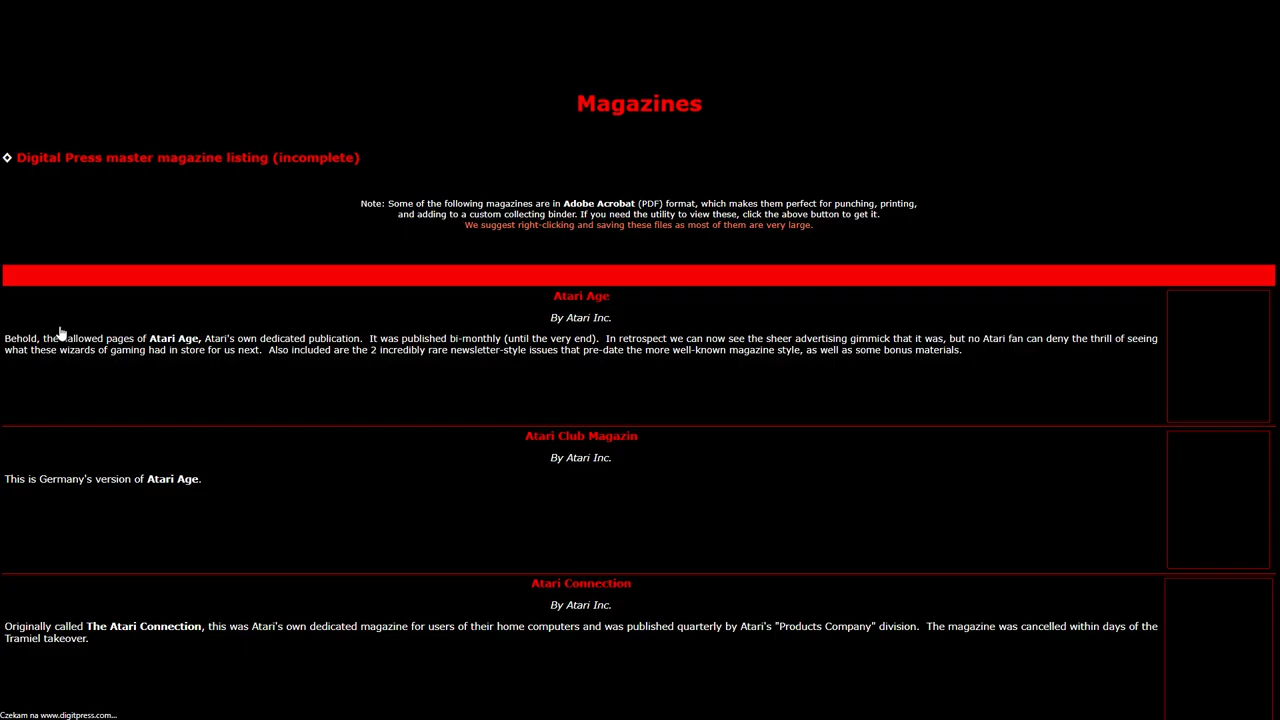 Magazines
Digital Press master magazine listing (incomplete)
Note: Some of the following magazines are in Adobe Acrobat (PDF) format, which makes them perfect for punching, printing,
and adding to a custom collecting binder. If you need the utility to view these, click the above button to get it.
We suggest right-clicking and saving these files as most of them are very large.
Atari Age
By Atari Inc.
Behold, the hallowed pages of Atari Age, Atari's own dedicated publication. It was published bi-monthly (until the very end). In retrospect we can now see the sheer advertising gimmick that it was, but no Atari fan can deny the thrill of seeing
what these wizards of gaming had in store for us next. Also included are the 2 incredibly rare newsletter-style issues that pre-date the more well-known magazine style, as well as some bonus materials.
Atari Club Magazin
By Atari Inc.
This is Germany's version of Atari Age.
Atari Connection
By Atari Inc.
Originally called The Atari Connection, this was Atari's own dedicated magazine for users of their home computers and was published quarterly by Atari's "Products Company" division. The magazine was cancelled within days of the
Tramiel takeover.
Czekam na www.digitpress.com...